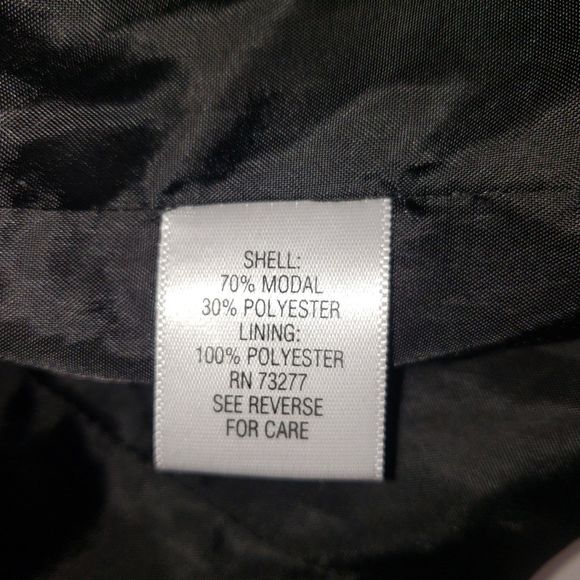 SHELL:
70% MODAL
30% POLYESTER
LINING:
100% POLYESTER
RN 73277
SEE REVERSE
FOR CARE